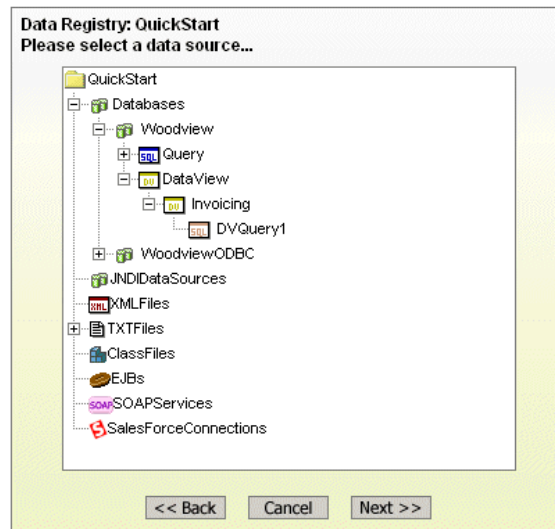 Data Registry: QuickStart
Please select a data source...
QuickStart
Databases
Woodview
SQL Query
DV DataView
DV Invoicing
SQL DVQuery1
WoodviewODBC
JNDIDataSources
XML XMLFiles
TXTFiles
ClassFiles
EJBs
SOAP SOAPServices
SalesForceConnections
<< Back Cancel Next >>